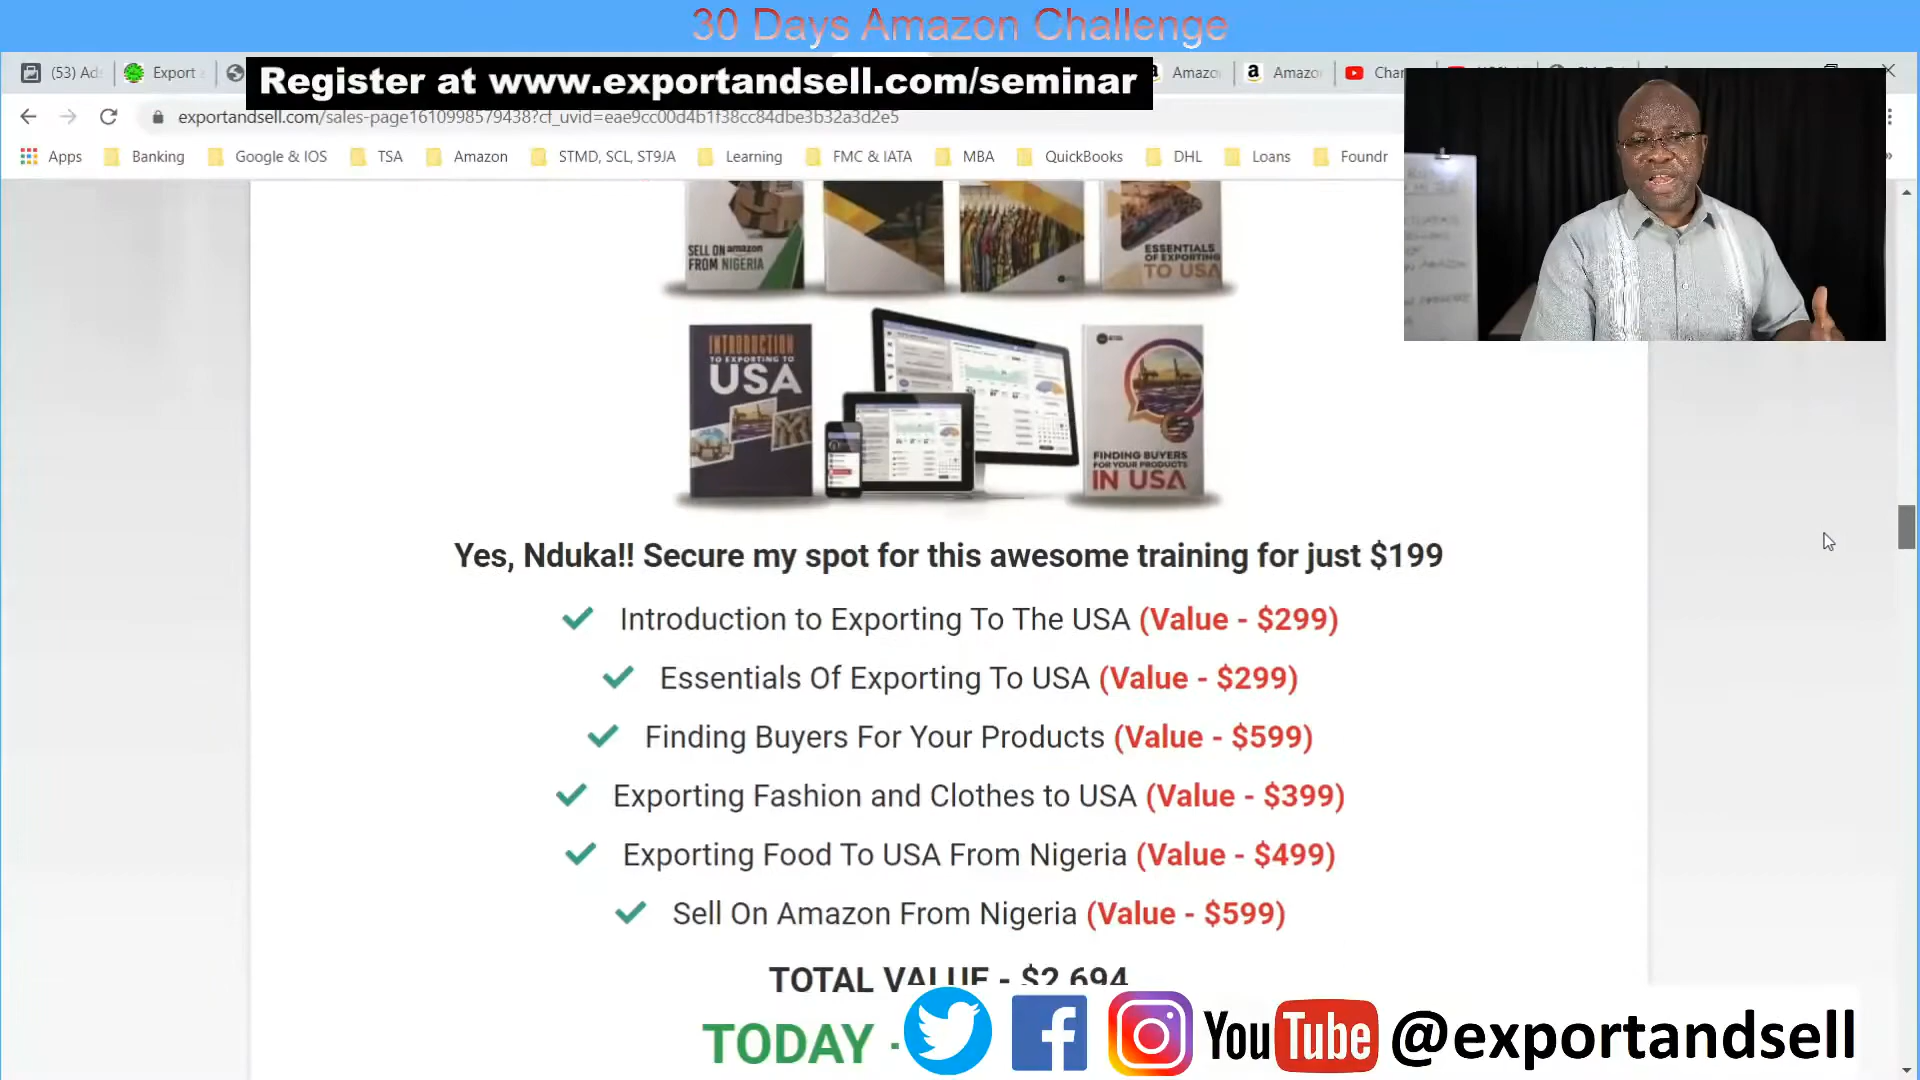 30 Days Amazon Challenge
(53) Ad
Export
Amazo
Amazo
Char
Register at www.exportandsell.com/seminar
exportandsell.com/sales-page1610998579438?cf_uvid=eae9cc00d4b1f38cc84dbe3b32a3d2e5
Apps
Banking
Google & IOS
TSA
Amazon
STMD, SCL, ST9JA
Learning
FMC & IATA
MBA
QuickBooks
DHL
Loans
Foundr
SELL ON amazon
FROM NIGERIA
ESSENTIALS
OF EXPORTING
TO USA
INTRODUCTION
TO EXPORTING TO
USA
FINDING BUYERS
FOR YOUR PRODUCTS
IN USA
Yes, Nduka!! Secure my spot for this awesome training for just $199
Introduction to Exporting To The USA (Value - $299)
Essentials Of Exporting To USA (Value - $299)
Finding Buyers For Your Products (Value - $599)
Exporting Fashion and Clothes to USA (Value - $399)
Exporting Food To USA From Nigeria (Value - $499)
Sell On Amazon From Nigeria (Value - $599)
TOTAL VALUE - $2,694
TODAY -
YouTube @exportandsell